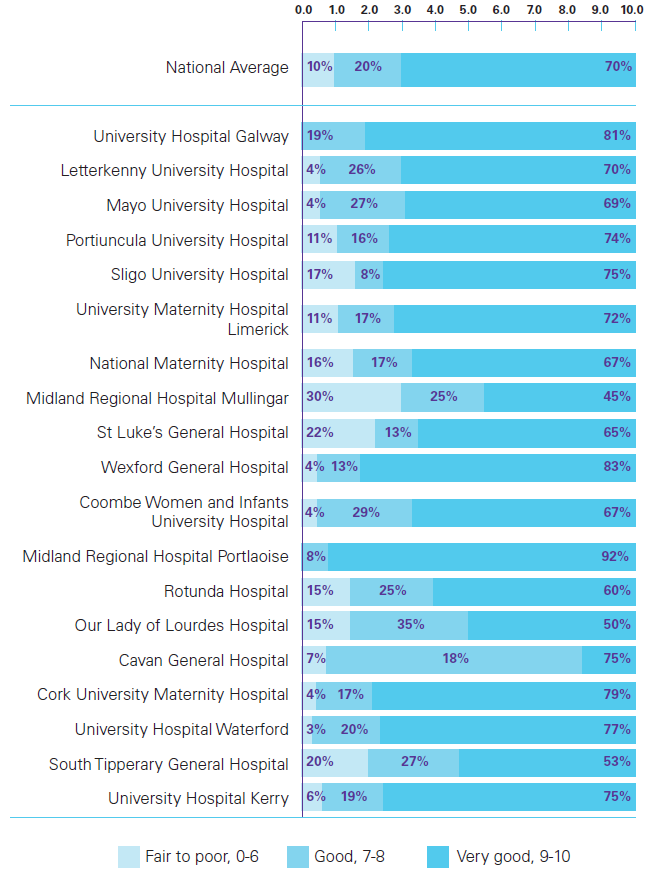 0.0 1.0 2.0 3.0 4.0 5.0 6.0 7.0 8.0 9.0 10.0
National Average 10% 20% 70%
University Hospital Galway 19% 81%
Letterkenny University Hospital 4% 26% 70%
Mayo University Hospital 4% 27% 69%
Portiuncula University Hospital 11% 16% 74%
Sligo University Hospital 17% 8% 75%
University Maternity Hospital
Limerick 11% 17% 72%
National Maternity Hospital 16% 17% 67%
Midland Regional Hospital Mullingar 30% 25% 45%
St Luke's General Hospital 22% 13% 65%
Wexford General Hospital 4% 13% 83%
Coombe Women and Infants
University Hospital 4% 29% 67%
Midland Regional Hospital Portlaoise 8% 92%
Rotunda Hospital 15% 25% 60%
Our Lady of Lourdes Hospital 15% 35% 50%
Cavan General Hospital 7% 18% 75%
Cork University Maternity Hospital 4% 17% 79%
University Hospital Waterford 3% 20% 77%
South Tipperary General Hospital 20% 27% 53%
University Hospital Kerry 6% 19% 75%
Fair to poor, 0-6 Good, 7-8 Very good, 9-10